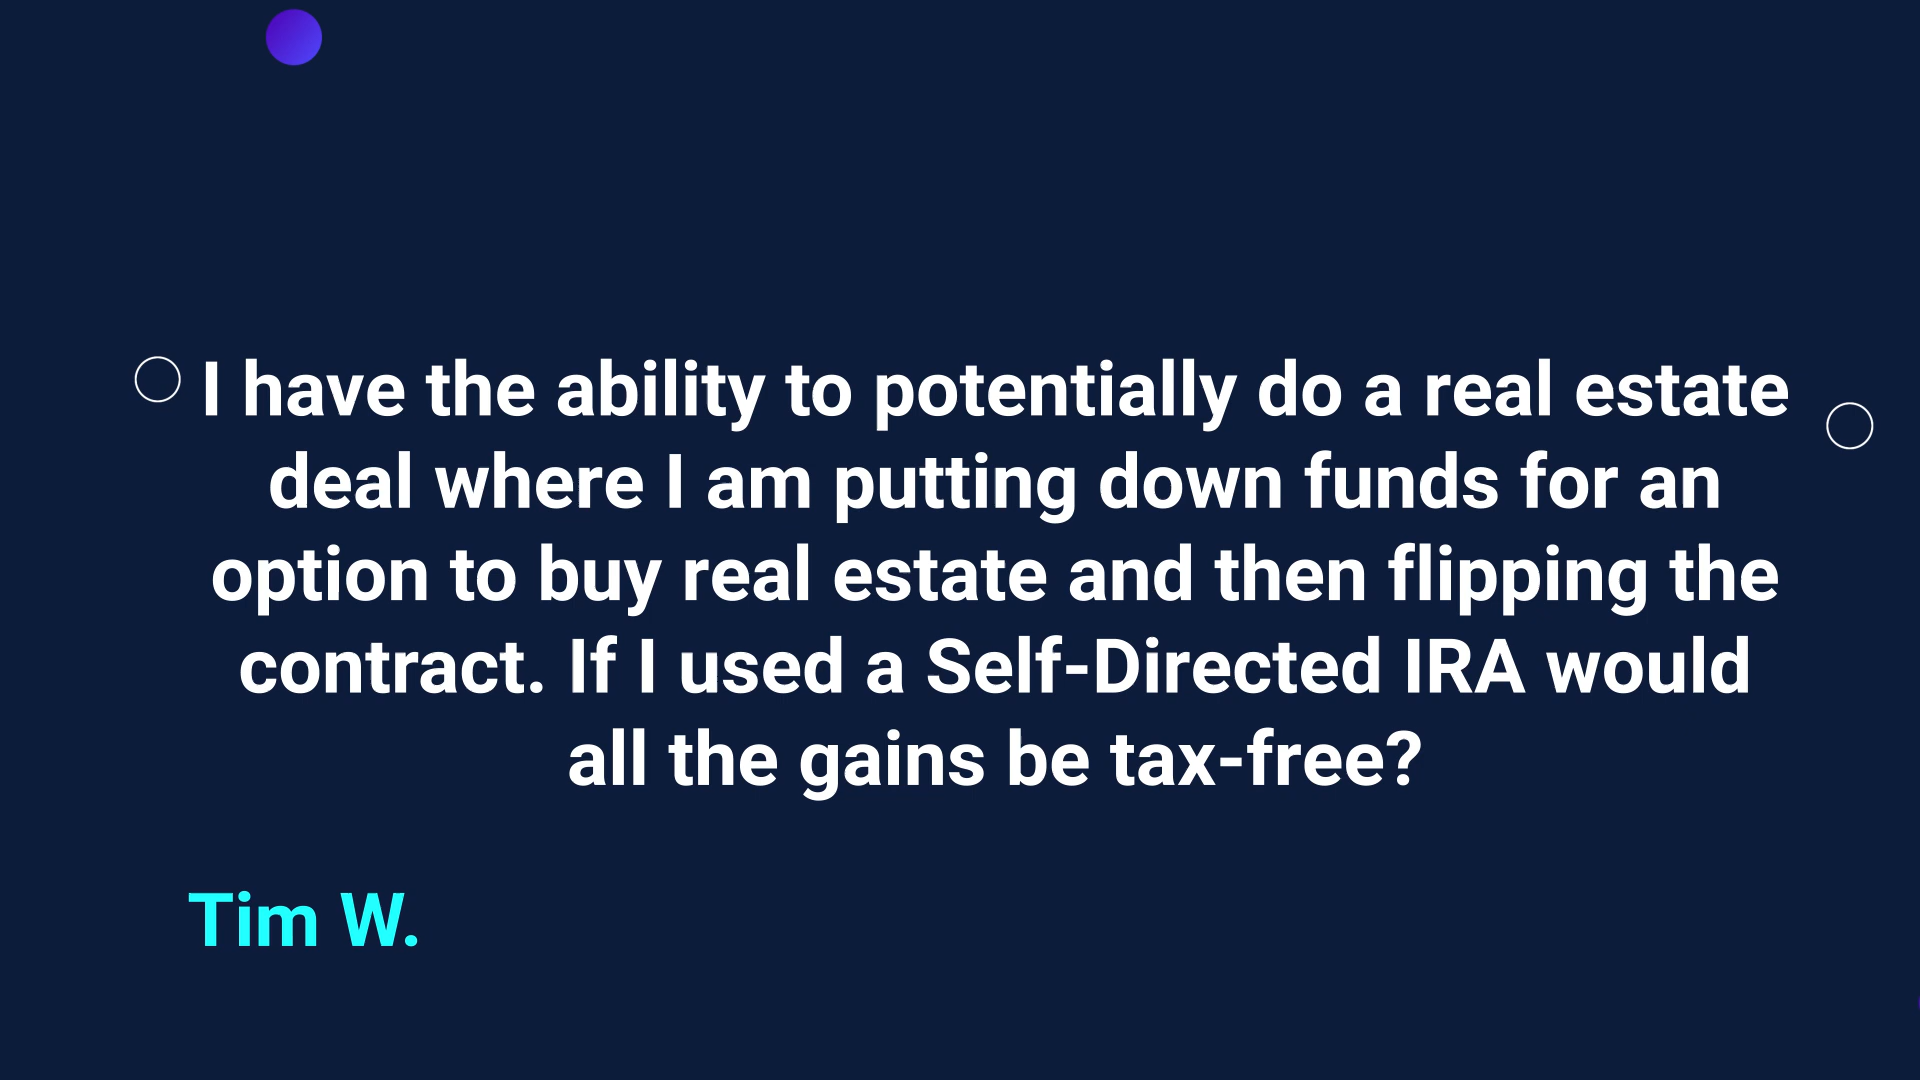 I have the ability to potentially do a real estate
deal where I am putting down funds for an
option to buy real estate and then flipping the
contract. If I used a Self-Directed IRA would
all the gains be tax-free?
Tim W.